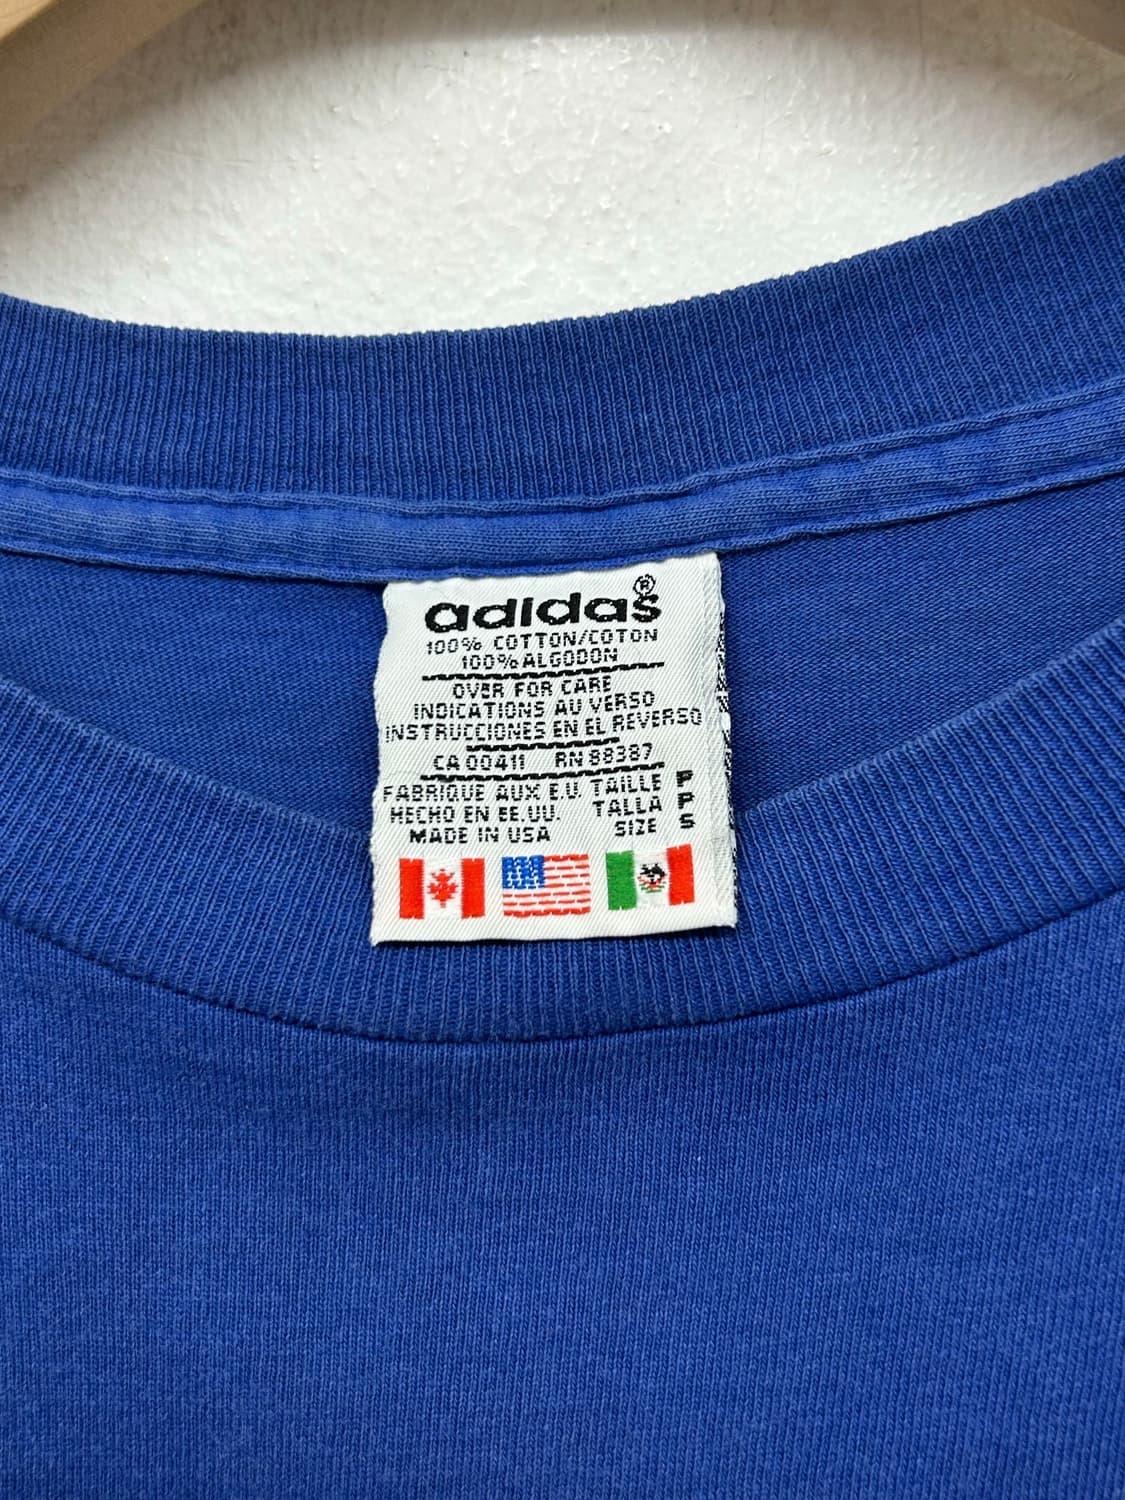 adidas®
100% COTTON/COTON
100% ALGODON
OVER FOR CARE
INDICATIONS AU VERSO
INSTRUCCIONES EN EL REVERSO
CA 00411 RN 88387
FABRIQUE AUX E.U. TAILLE P
HECHO EN EE.UU. TALLA P
MADE IN USA SIZE S